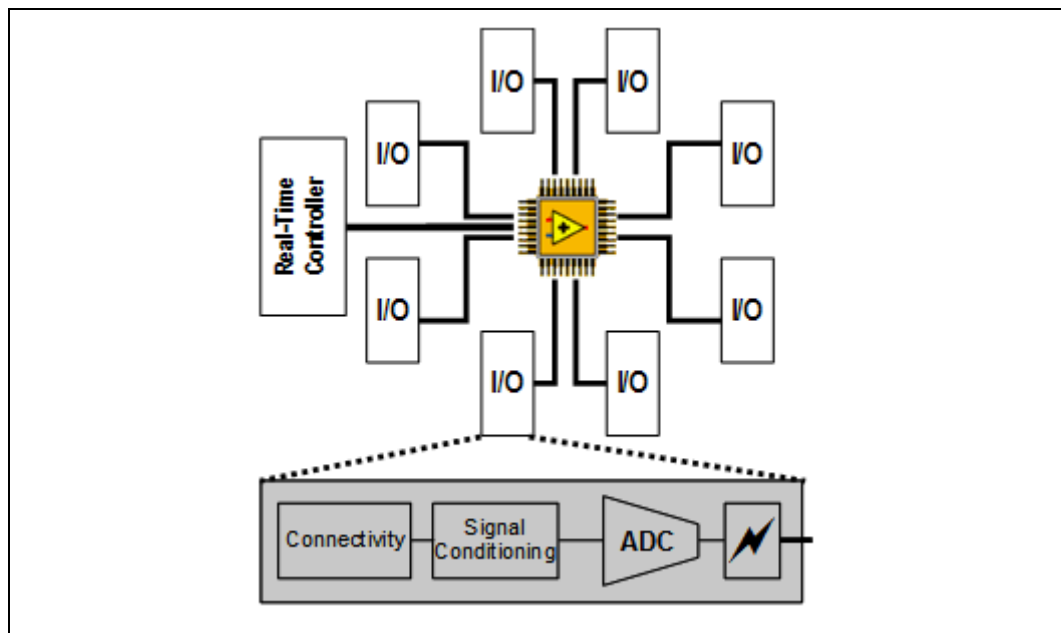 I/O
I/O
I/O
I/O
Real-Time
Controller
I/O
I/O
I/O
I/O
Connectivity
Signal
Conditioning
ADC